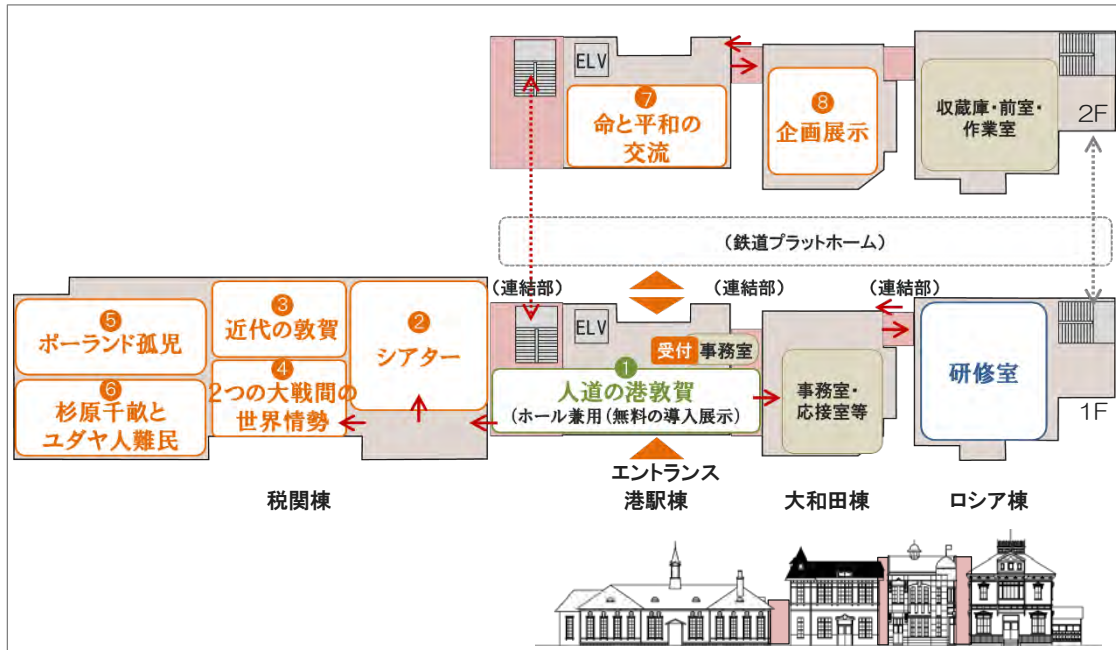 ELV
⑦
命と平和の
交流
⑧
企画展示
収蔵庫・前室・
作業室
2F
(鉄道プラットホーム)
(連結部)
(連結部)
(連結部)
⑤
ポーランド孤児
③
近代の敦賀
②
シアター
⑥
杉原千畝と
ユダヤ人難民
④
2つの大戦間の
世界情勢
ELV
受付 事務室
①
人道の港敦賀
(ホール兼用(無料の導入展示)
事務室・
応接室等
研修室
1F
エントランス
税関棟
港駅棟
大和田棟
ロシア棟